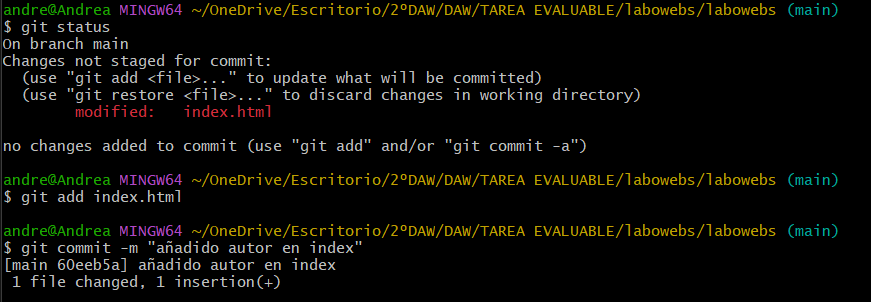 andre@Andrea MINGW64 ~/OneDrive/Escritorio/2ºDAW/DAW/TAREA EVALUABLE/labowebs/labowebs (main)
$ git status
On branch main
Changes not staged for commit:
  (use "git add <file>..." to update what will be committed)
  (use "git restore <file>..." to discard changes in working directory)
        modified:   index.html

no changes added to commit (use "git add" and/or "git commit -a")

andre@Andrea MINGW64 ~/OneDrive/Escritorio/2ºDAW/DAW/TAREA EVALUABLE/labowebs/labowebs (main)
$ git add index.html

andre@Andrea MINGW64 ~/OneDrive/Escritorio/2ºDAW/DAW/TAREA EVALUABLE/labowebs/labowebs (main)
$ git commit -m "añadido autor en index"
[main 60eeb5a] añadido autor en index
 1 file changed, 1 insertion(+)